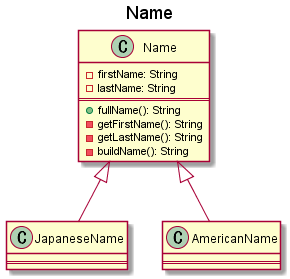 Name
C Name
firstName: String
lastName: String
fullName(): String
getFirstName(): String
getLastName(): String
buildName(): String
C JapaneseName
C AmericanName